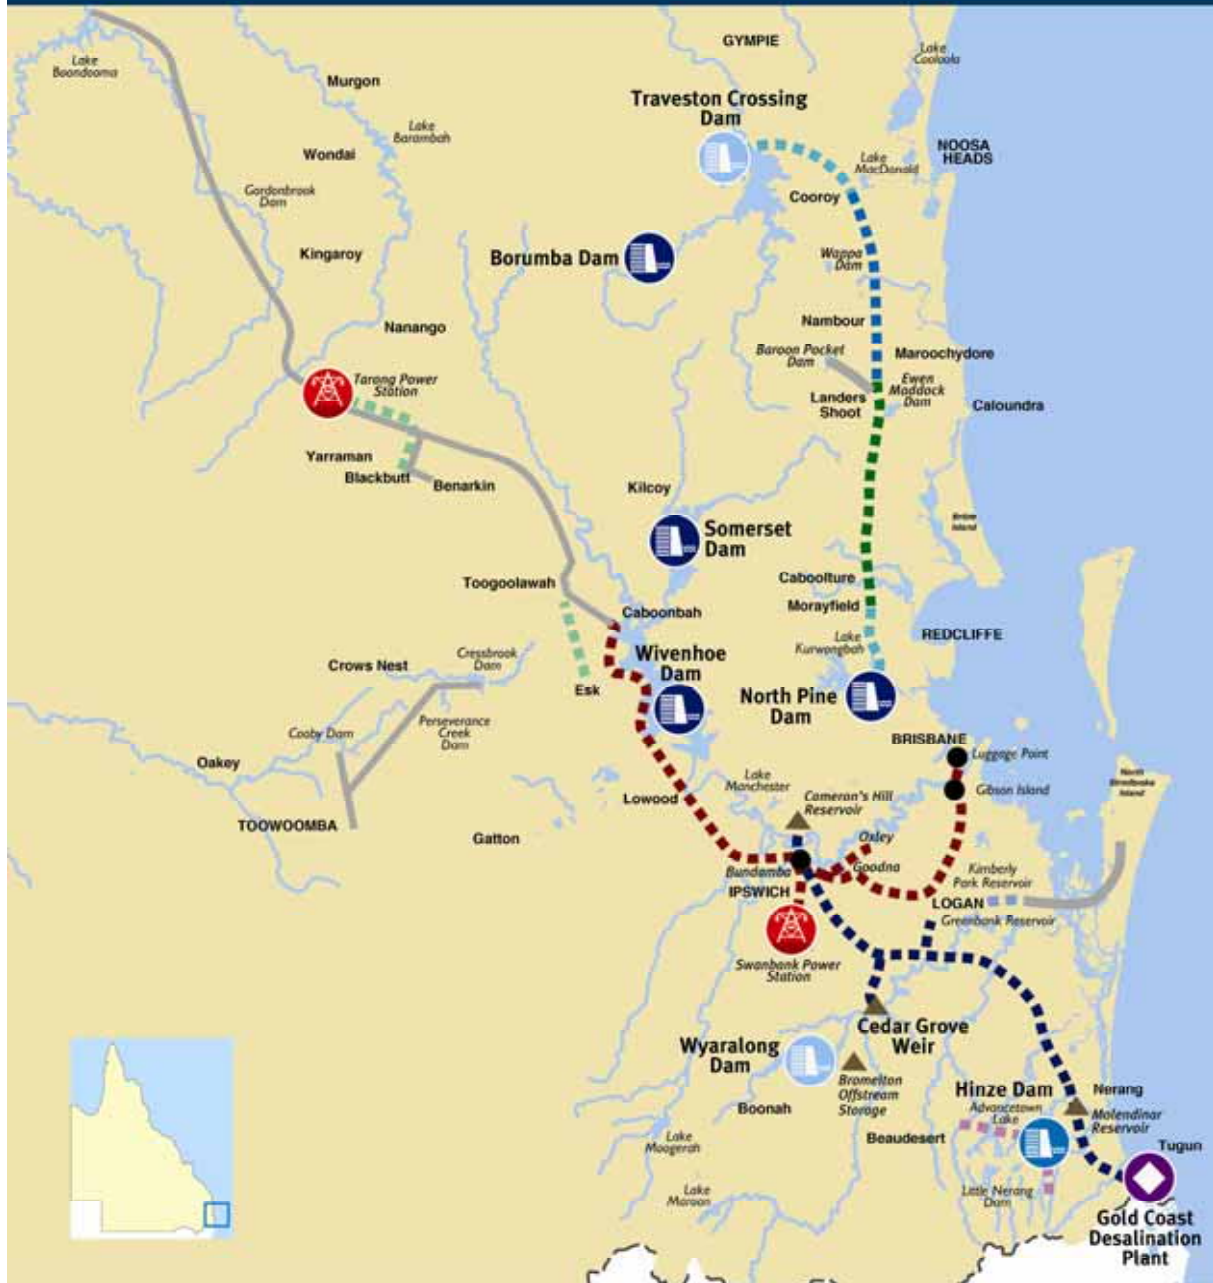 GYMPIE
Lake
Cooloola
Lake
Boondooma
Murgon
Traveston Crossing
Dam
Lake
Barambah
NOOSA
HEADS
Wondai
Lake
MacDonald
Gordonbrook
Dam
Cooroy
Kingaroy
Borumba Dam
Wappa
Dam
Nanango
Nambour
Baroon Pocket
Dam
Maroochydore
Tarong Power
Station
Ewen
Maddock
Dam
Landers
Shoot
Caloundra
Yarraman
Blackbutt
Benarkin
Kilcoy
Somerset
Dam
Bribie
Island
Toogoolawah
Caboolture
Caboonbah
Morayfield
REDCLIFFE
Lake
Kurwongbah
Crows Nest
Cressbrook
Dam
Wivenhoe
Dam
Esk
North Pine
Dam
Cooby Dam
Perseverance
Creek
Dam
BRISBANE
Luggage Point
Oakey
Lake
Manchester
Gibson Island
North
Stradbroke
Island
Lowood
Cameron's Hill
Reservoir
TOOWOOMBA
Gatton
Oxley
Bundamba
Goodna
Kimberly
Park Reservoir
IPSWICH
LOGAN
Greenbank Reservoir
Swanbank Power
Station
Cedar Grove
Weir
Wyaralong
Dam
Bromelton
Offstream
Storage
Hinze Dam
Nerang
Boonah
Advancetown
Lake
Molendinar
Reservoir
Beaudesert
Lake
Moogerah
Tugun
Lake
Maroon
Little Nerang
Dam
Gold Coast
Desalination
Plant